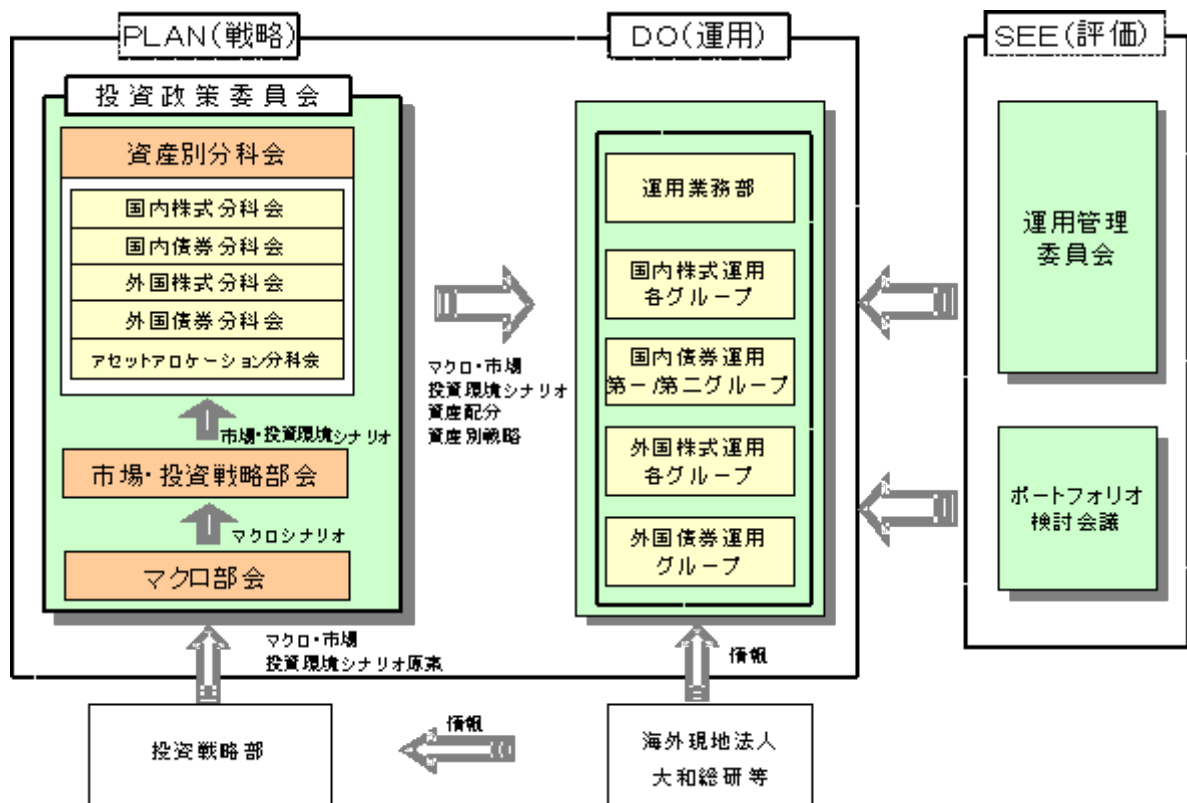 PLAN(戦略)
投資政策委員会
資産別分科会
国内株式分科会
国内債券分科会
外国株式分科会
外国債券分科会
アセットアロケーション分科会
市場・投資環境シナリオ
市場・投資戦略部会
マクロシナリオ
マクロ部会
マクロ・市場
投資環境シナリオ原案
投資戦略部
マクロ・市場
投資環境シナリオ
資産配分
資産別戦略
DO(運用)
運用業務部
国内株式運用
各グループ
国内債券運用
第一/第二グループ
外国株式運用
各グループ
外国債券運用
グループ
情報
情報
海外現地法人
大和総研等
SEE(評価)
運用管理
委員会
ポートフォリオ
検討会議